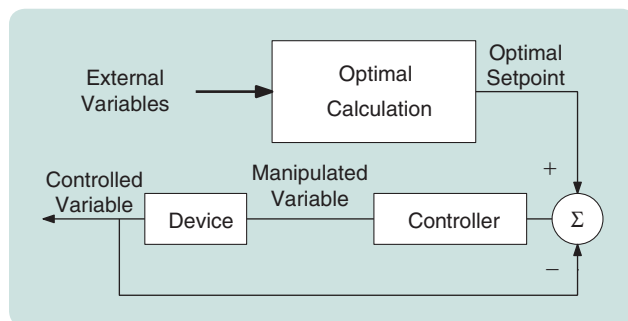 External
Variables
Optimal
Calculation
Optimal
Setpoint
+
Controlled
Variable
Device
Manipulated
Variable
Controller
Σ
−